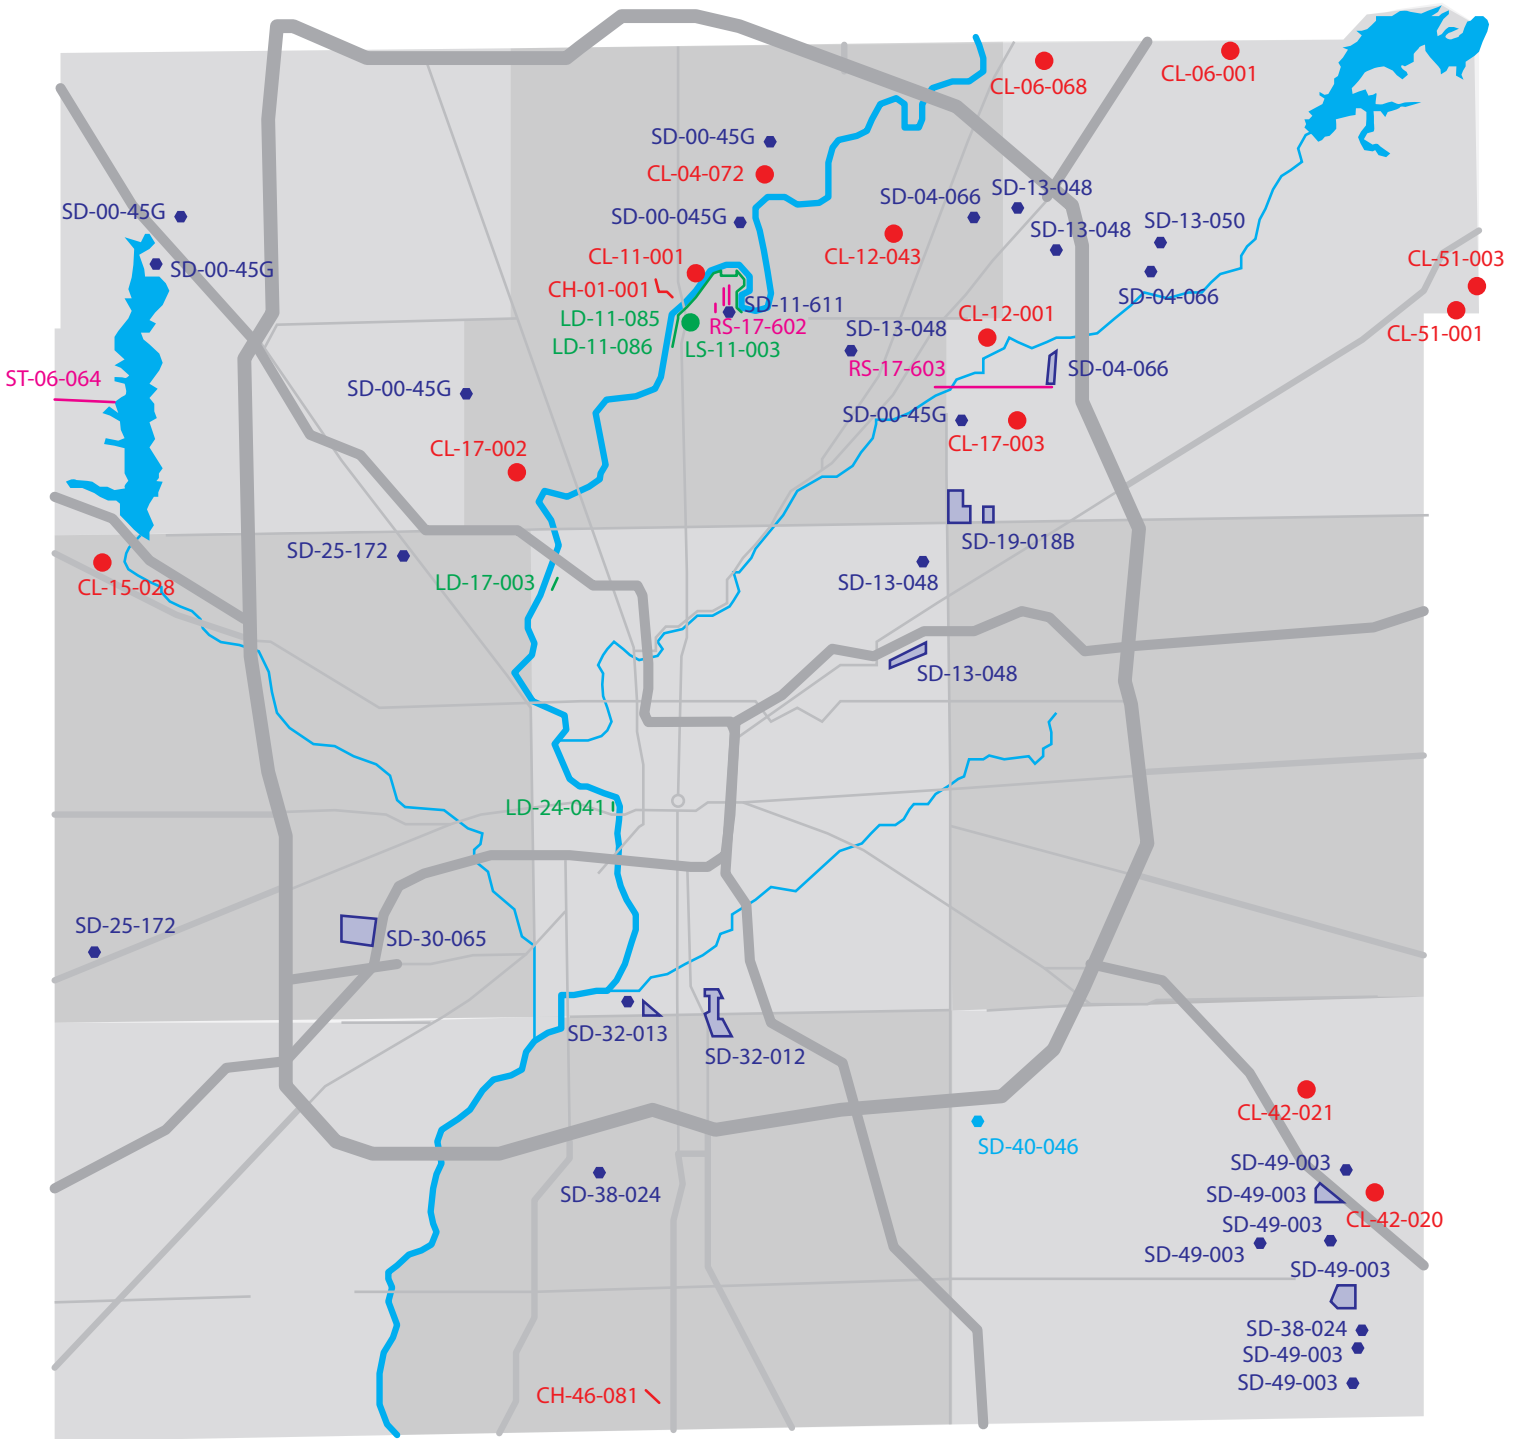 CL-06-001
CL-06-068
SD-00-45G
CL-04-072
SD-13-048
SD-04-066
SD-00-45G
SD-00-045G
SD-13-050
SD-13-048
CL-12-043
CL-11-001
CL-51-003
SD-00-45G
CH-01-001
SD-04-066
SD-11-611
CL-12-001
LD-11-085
RS-17-602
SD-13-048
CL-51-001
LD-11-086
LS-11-003
RS-17-603
SD-04-066
ST-06-064
SD-00-45G
SD-00-45G
CL-17-003
CL-17-002
SD-19-018B
SD-25-172
LD-17-003
SD-13-048
CL-15-028
SD-13-048
LD-24-041
SD-25-172
SD-30-065
SD-32-013
SD-32-012
CL-42-021
SD-40-046
SD-49-003
SD-38-024
SD-49-003
CL-42-020
SD-49-003
SD-49-003
SD-49-003
SD-38-024
SD-49-003
SD-49-003
CH-46-081